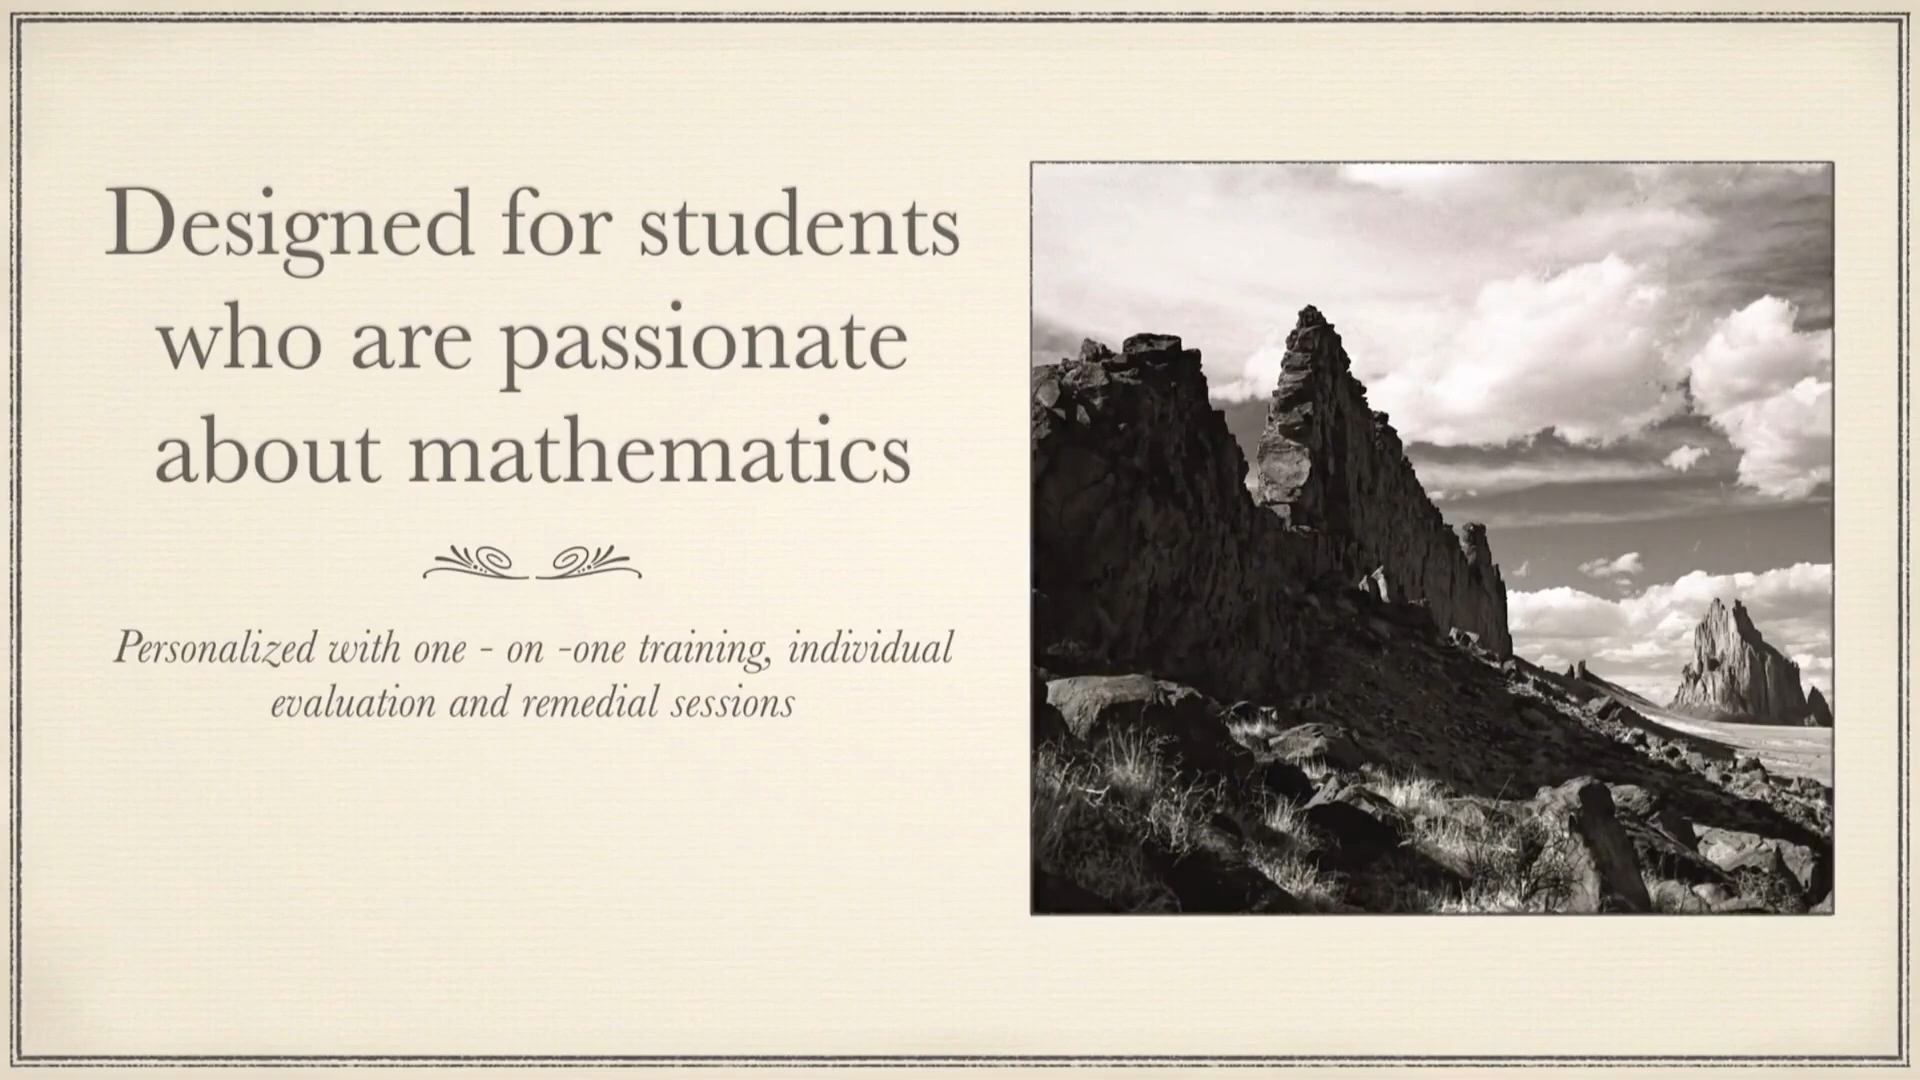 Designed for students
who are passionate
about mathematics
Personalized with one - on -one training, individual
evaluation and remedial sessions